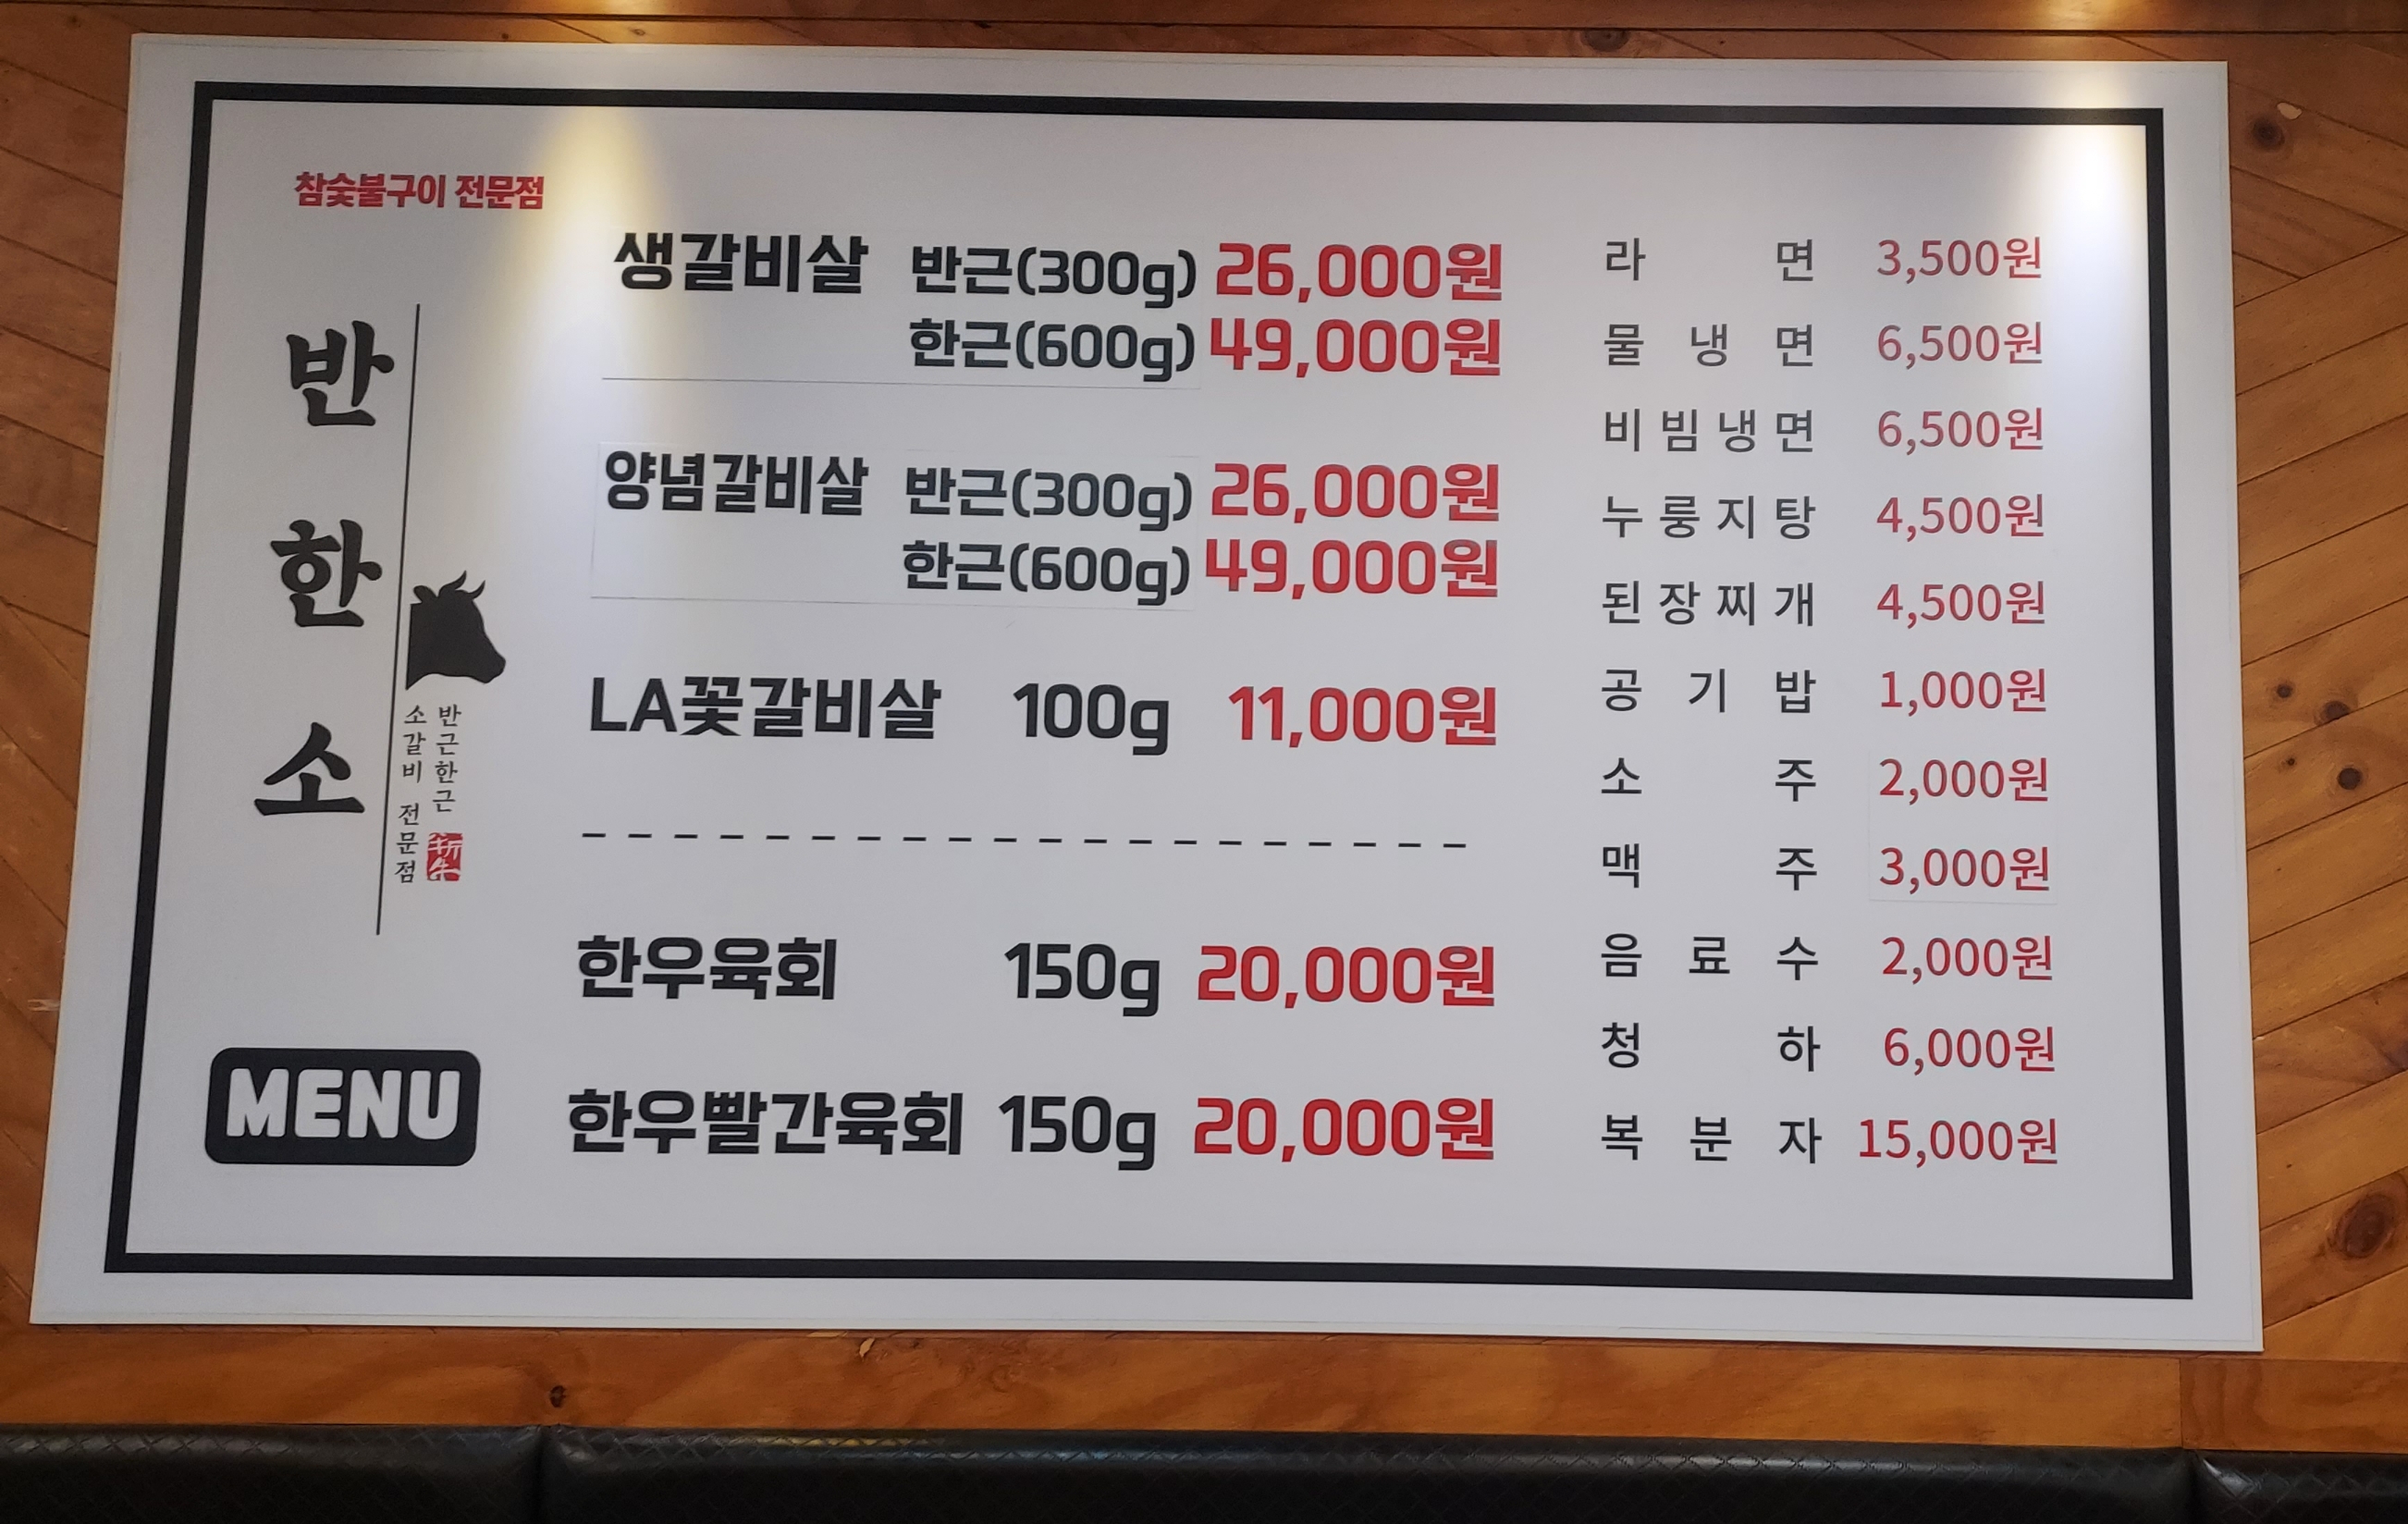 참숯불구이 전문점
반한소
반근한근
소갈비 전문점
MENU
생갈비살 반근(300g) 26,000원
한근(600g) 49,000원
양념갈비살 반근(300g) 26,000원
한근(600g) 49,000원
LA꽃갈비살 100g 11,000원
한우육회 150g 20,000원
한우빨간육회 150g 20,000원
라면 3,500원
물냉면 6,500원
비빔냉면 6,500원
누룽지탕 4,500원
된장찌개 4,500원
공기밥 1,000원
소주 2,000원
맥주 3,000원
음료수 2,000원
청하 6,000원
복분자 15,000원